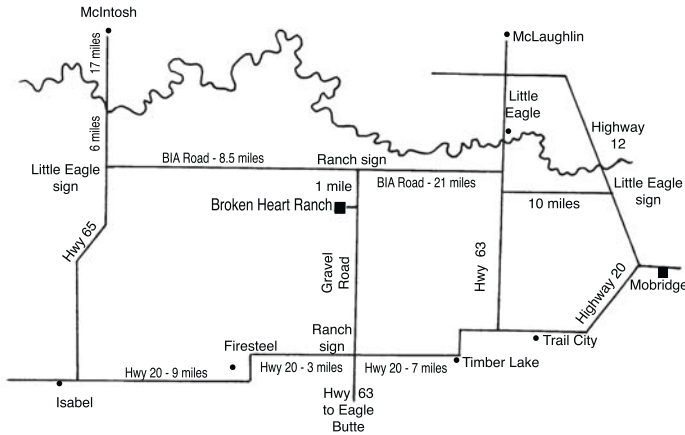 McIntosh
McLaughlin
17 miles
Little
Eagle
6 miles
Highway
12
BIA Road - 8.5 miles
Ranch sign
Little Eagle
sign
1 mile
BIA Road - 21 miles
Little Eagle
sign
Broken Heart Ranch
10 miles
Hwy 65
Gravel
Road
Hwy 63
Highway 20
Mobridge
Ranch
sign
Firesteel
Trail City
Hwy 20 - 9 miles
Hwy 20 - 3 miles
Hwy 20 - 7 miles
Timber Lake
Isabel
Hwy 63
to Eagle
Butte